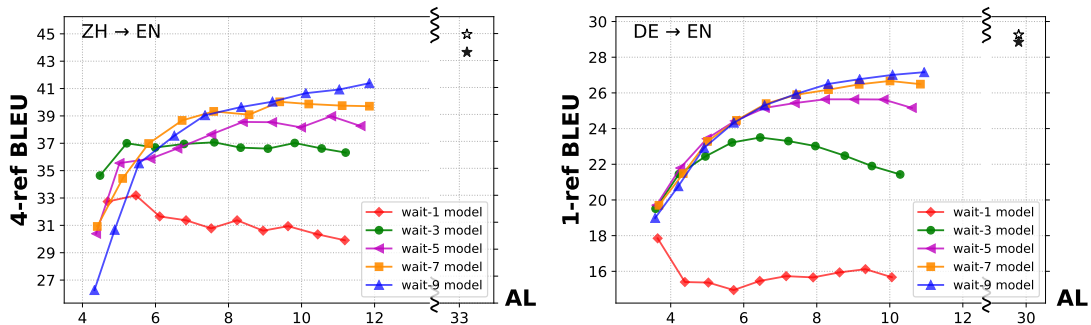 ZH → EN
4-ref BLEU
45
43
41
39
37
35
33
31
29
27
4
6
8
10
12
33
AL
wait-1 model
wait-3 model
wait-5 model
wait-7 model
wait-9 model
DE → EN
1-ref BLEU
30
28
26
24
22
20
18
16
4
6
8
10
12
30
AL
wait-1 model
wait-3 model
wait-5 model
wait-7 model
wait-9 model